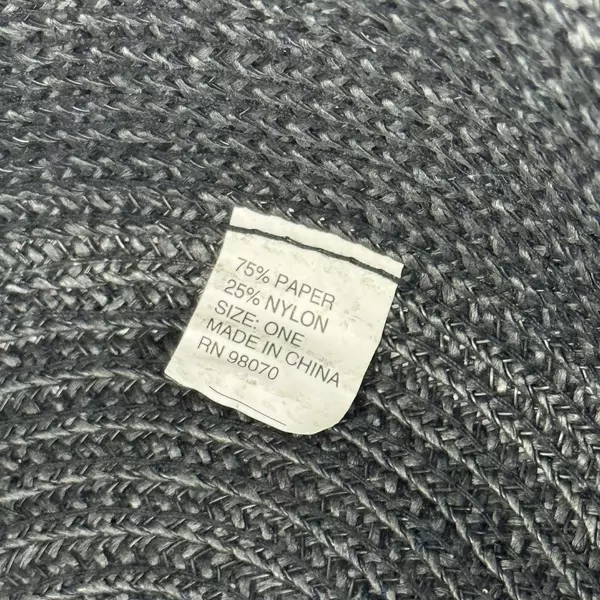 75% PAPER
25% NYLON
SIZE: ONE
MADE IN CHINA
RN 98070